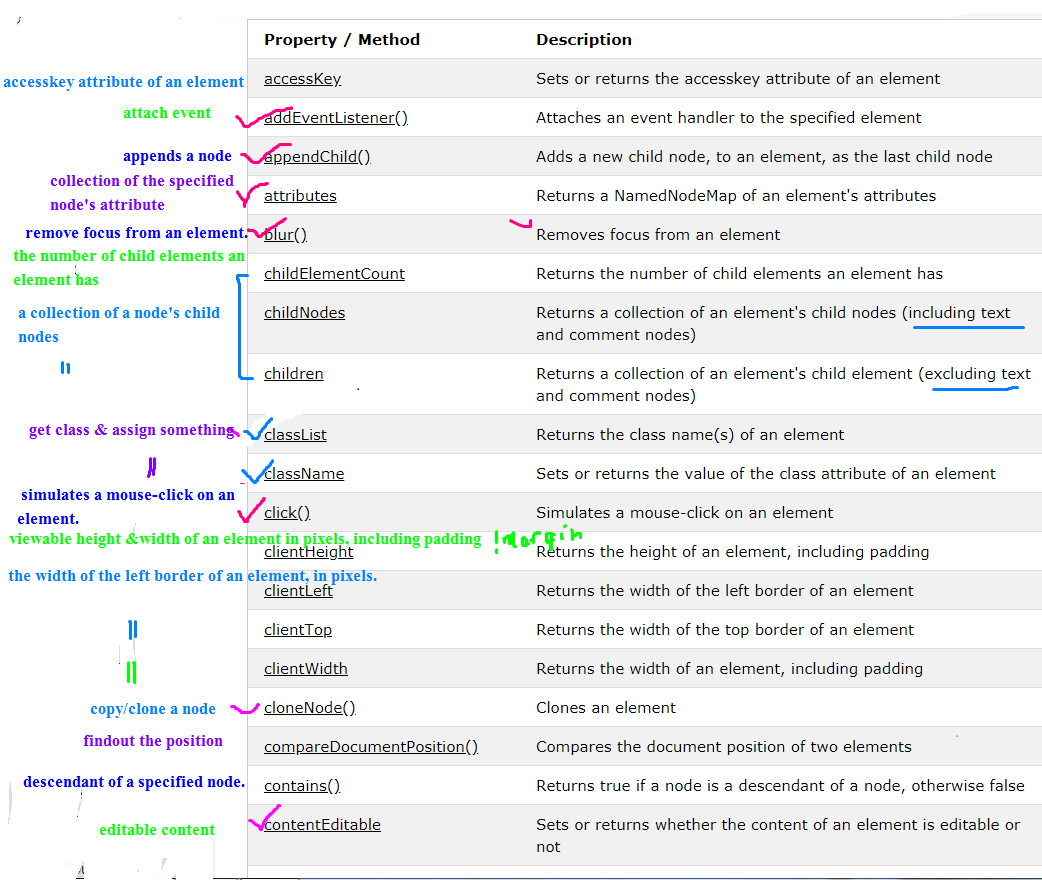 Property / Method Description
accesskey attribute of an element accessKey Sets or returns the accesskey attribute of an element
attach event addEventListener() Attaches an event handler to the specified element
appends a node appendChild() Adds a new child node, to an element, as the last child node
collection of the specified
node's attribute attributes Returns a NamedNodeMap of an element's attributes
remove focus from an element. blur() Removes focus from an element
the number of child elements an
element has childElementCount Returns the number of child elements an element has
a collection of a node's child childNodes Returns a collection of an element's child nodes (including text
nodes and comment nodes)
children Returns a collection of an element's child element (excluding text
and comment nodes)
get class & assign something classList Returns the class name(s) of an element
className Sets or returns the value of the class attribute of an element
simulates a mouse-click on an
element. click() Simulates a mouse-click on an element
viewable height &width of an element in pixels, including padding !margin
clientHeight Returns the height of an element, including padding
the width of the left border of an element, in pixels.
clientLeft Returns the width of the left border of an element
clientTop Returns the width of the top border of an element
clientWidth Returns the width of an element, including padding
copy/clone a node cloneNode() Clones an element
findout the position compareDocumentPosition() Compares the document position of two elements
descendant of a specified node. contains() Returns true if a node is a descendant of a node, otherwise false
editable content contentEditable Sets or returns whether the content of an element is editable or
not